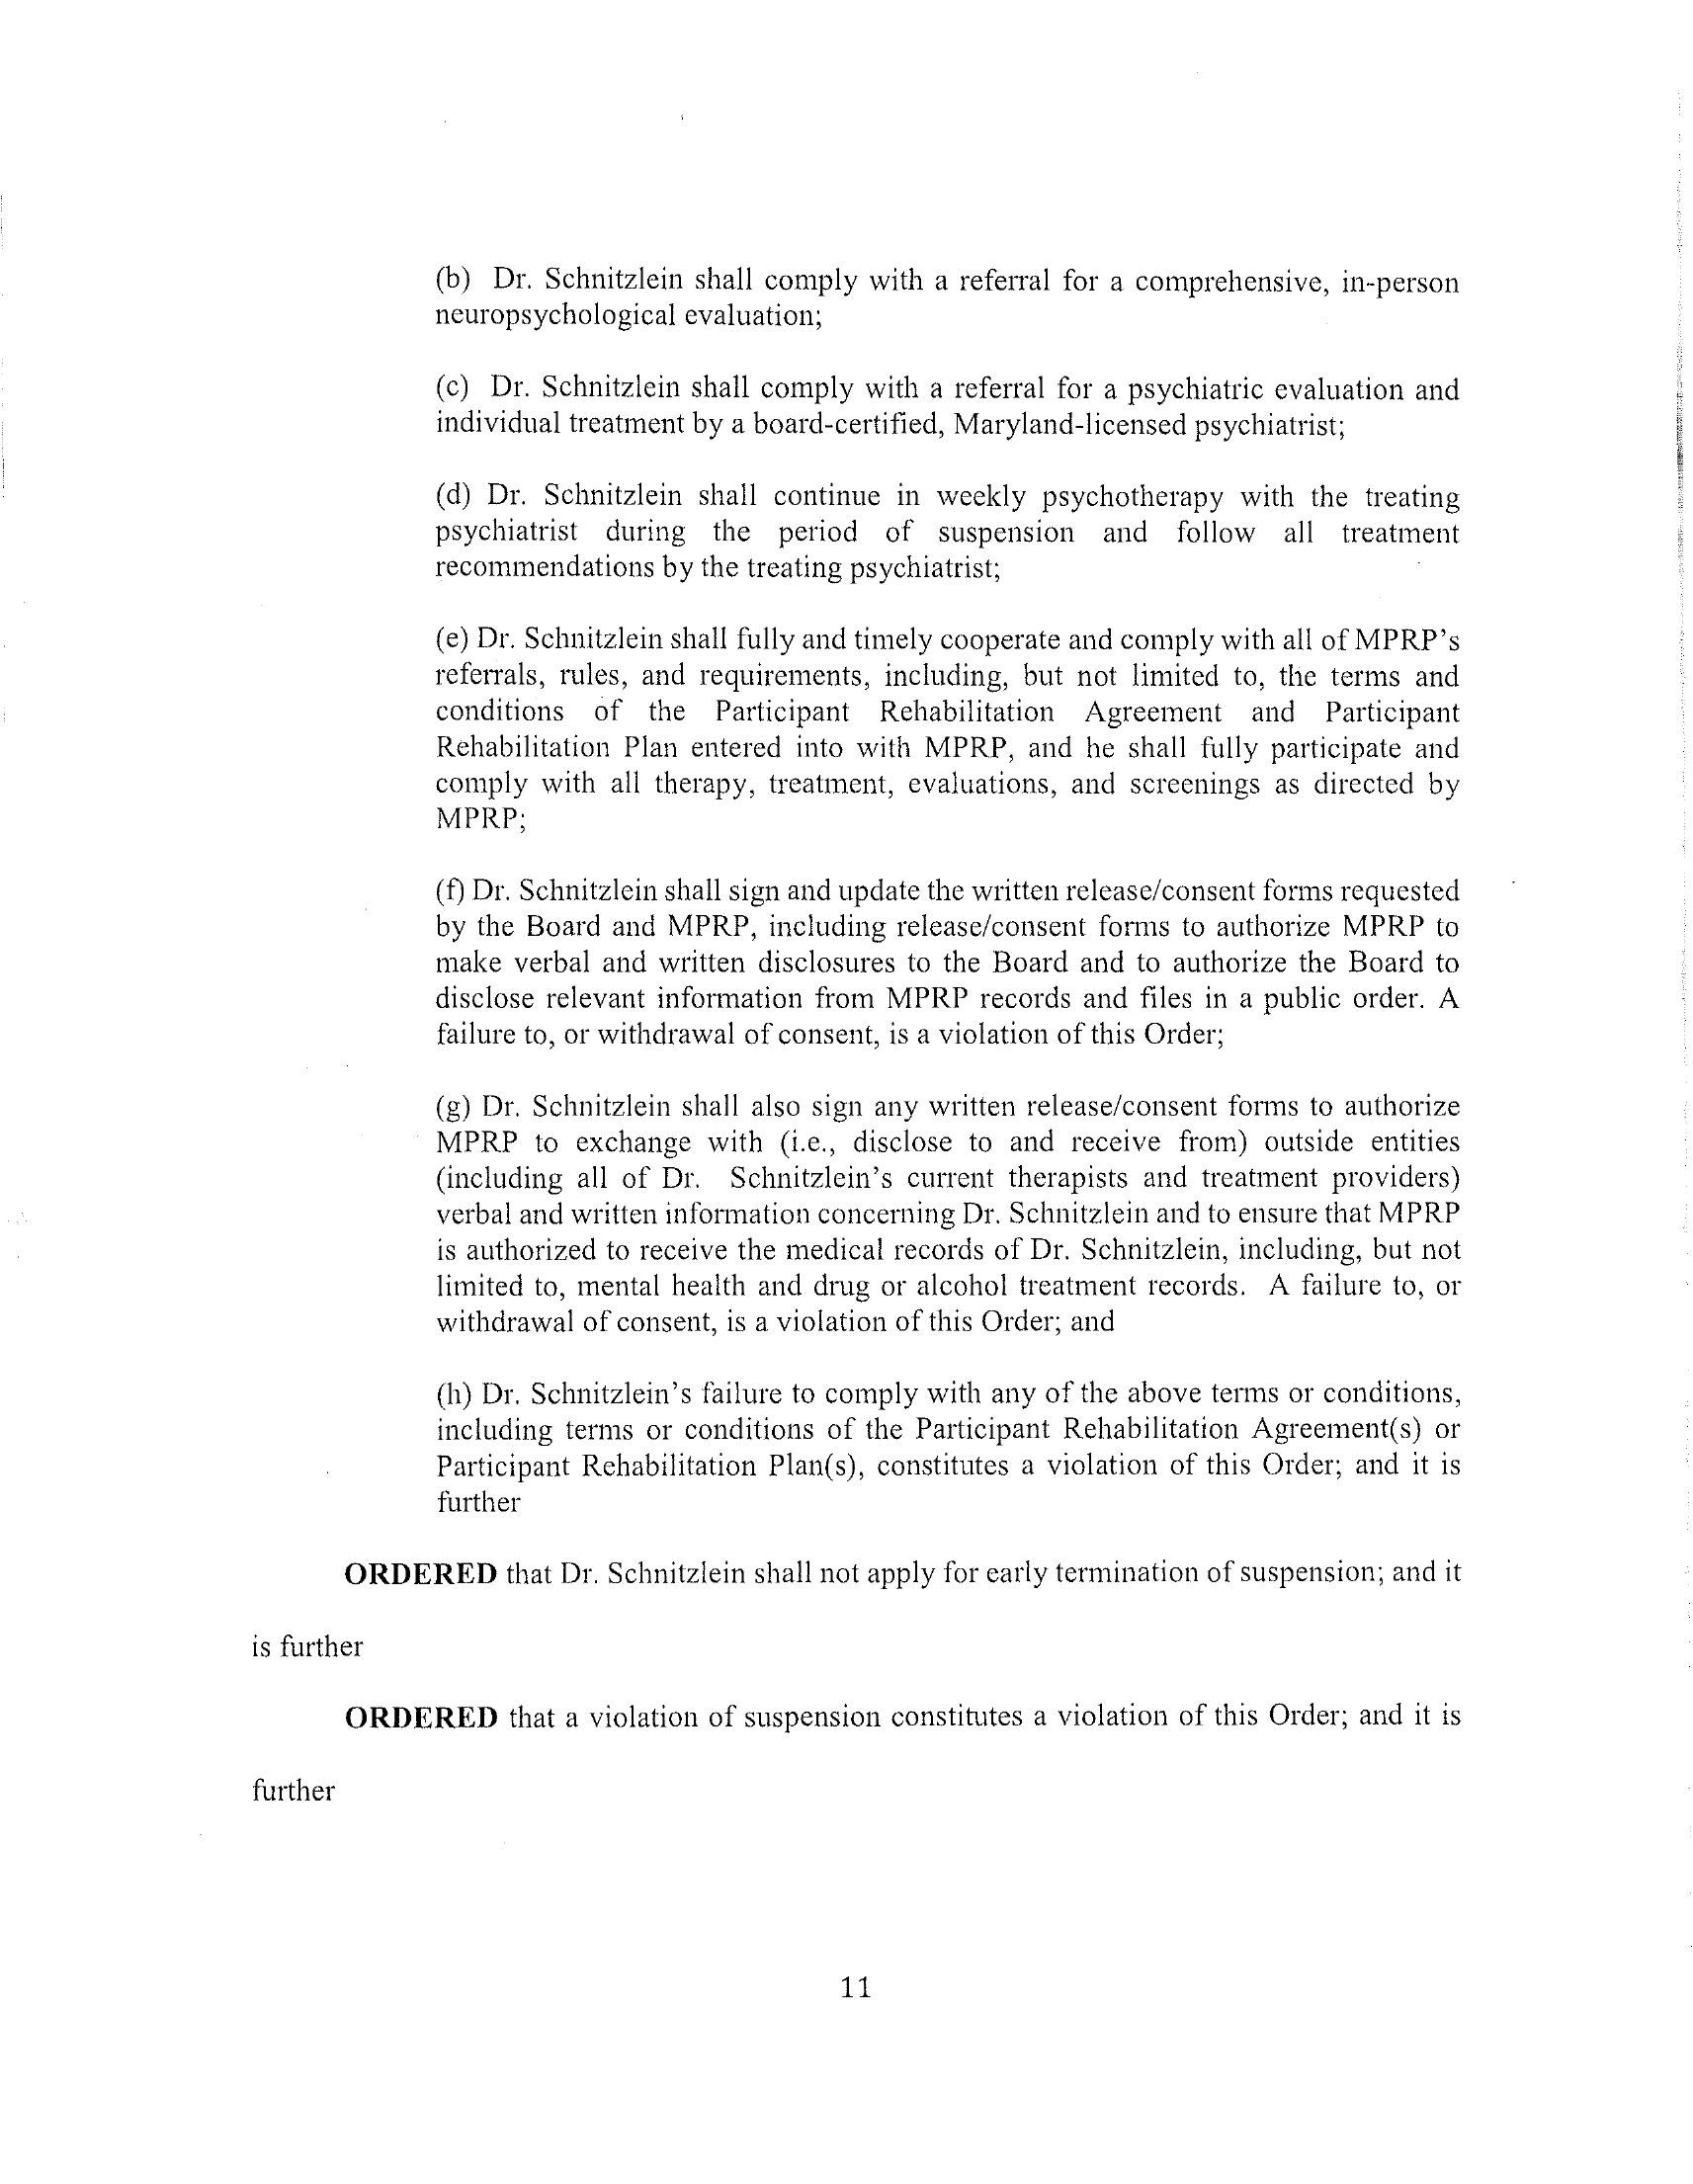 (b) Dr. Schnitzlein shall comply with a referral for a comprehensive, in-person
neuropsychological evaluation;
(c) Dr. Schnitzlein shall comply with a referral for a psychiatric evaluation and
individual treatment by a board-certified, Maryland-licensed psychiatrist;
(d) Dr. Schnitzlein shall continue in weekly psychotherapy with the treating
psychiatrist during the period of suspension and follow all treatment
recommendations by the treating psychiatrist;
(e) Dr. Schnitzlein shall fully and timely cooperate and comply with all of MPRP's
referrals, rules, and requirements, including, but not limited to, the terms and
conditions of the Participant Rehabilitation Agreement and Participant
Rehabilitation Plan entered into with MPRP, and he shall fully participate and
comply with all therapy, treatment, evaluations, and screenings as directed by
MPRP;
(f) Dr. Schnitzlein shall sign and update the written release/consent forms requested
by the Board and MPRP, including release/consent forms to authorize MPRP to
make verbal and written disclosures to the Board and to authorize the Board to
disclose relevant information from MPRP records and files in a public order. A
failure to, or withdrawal of consent, is a violation of this Order;
(g) Dr. Schnitzlein shall also sign any written release/consent forms to authorize
MPRP to exchange with (i.e., disclose to and receive from) outside entities
(including all of Dr. Schnitzlein's current therapists and treatment providers)
verbal and written information concerning Dr. Schnitzlein and to ensure that MPRP
is authorized to receive the medical records of Dr. Schnitzlein, including, but not
limited to, mental health and drug or alcohol treatment records. A failure to, or
withdrawal of consent, is a violation of this Order; and
(h) Dr. Schnitzlein's failure to comply with any of the above terms or conditions,
including terms or conditions of the Participant Rehabilitation Agreement(s) or
Participant Rehabilitation Plan(s), constitutes a violation of this Order; and it is
further
ORDERED that Dr. Schnitzlein shall not apply for early termination of suspension; and it
is further
ORDERED that a violation of suspension constitutes a violation of this Order; and it is
further
11